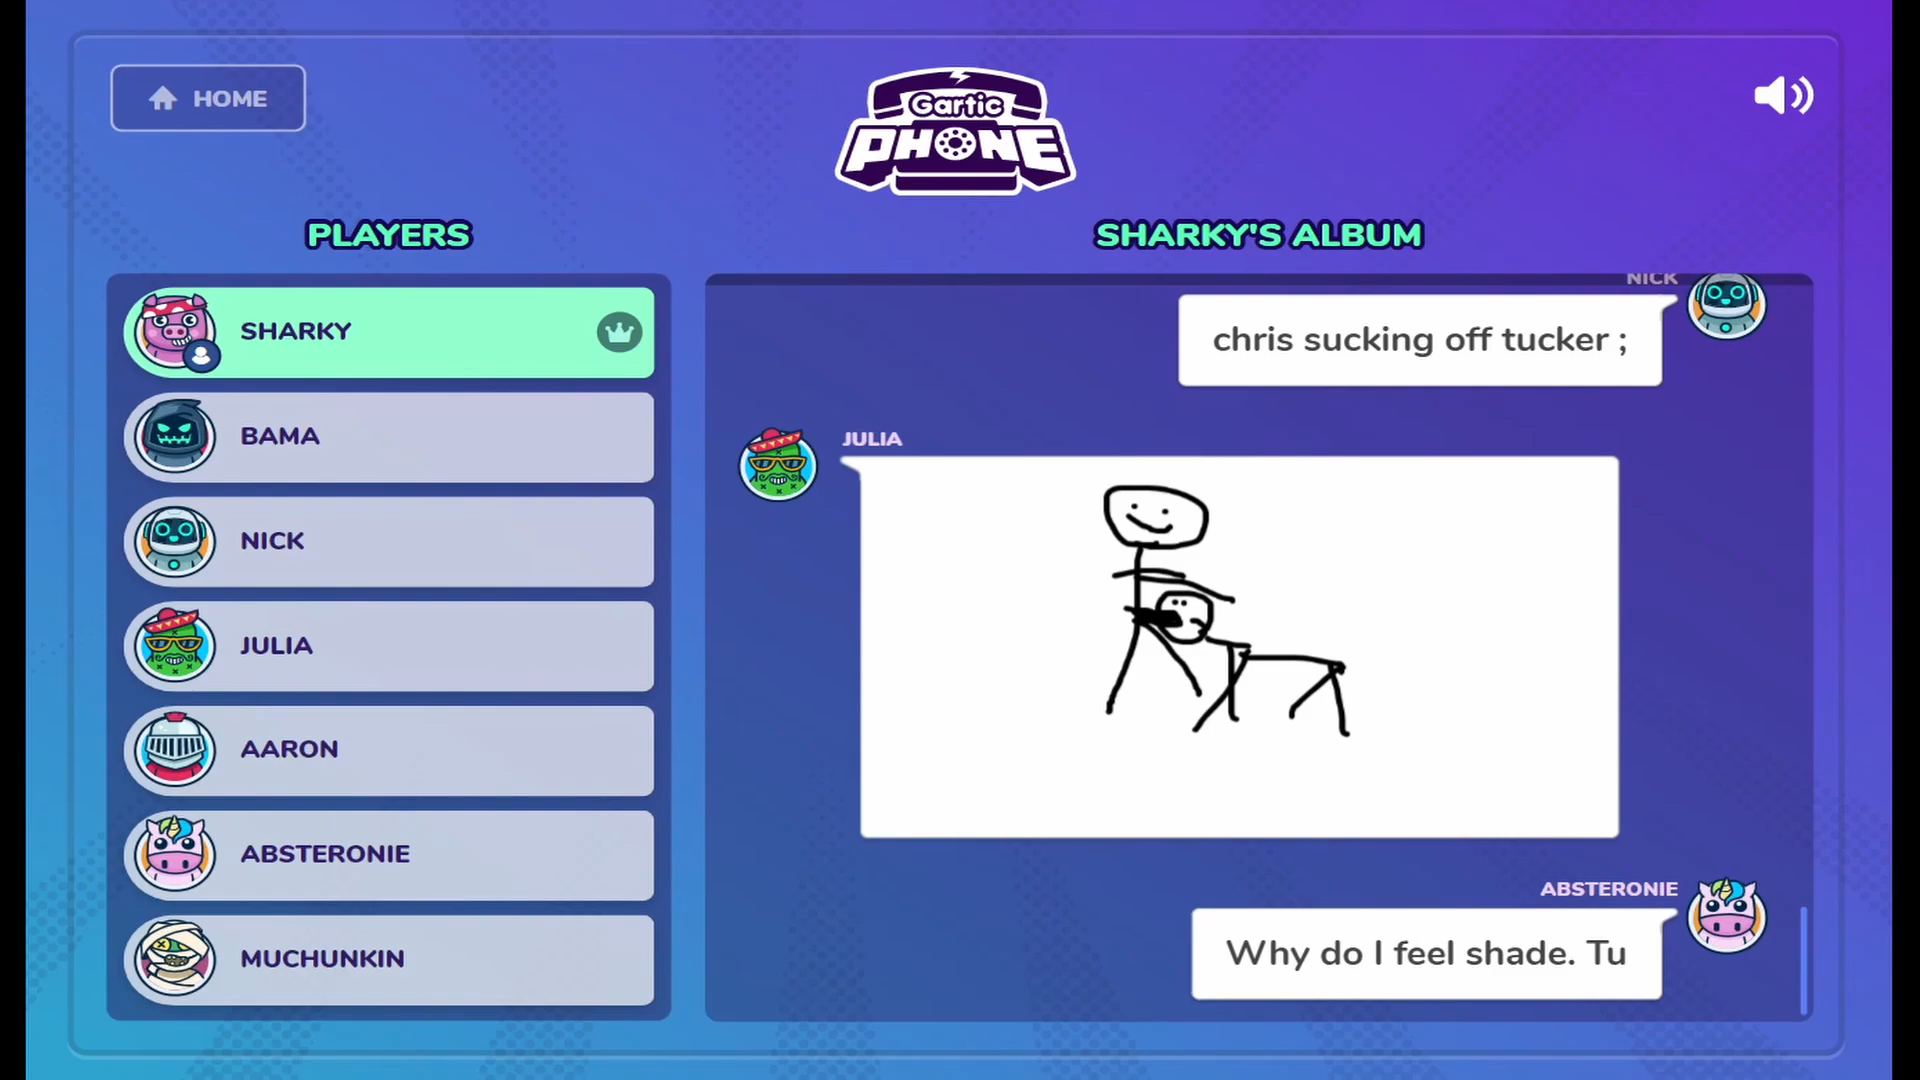 HOME
Gartic
PHONE
PLAYERS
SHARKY'S ALBUM
SHARKY
BAMA
NICK
JULIA
AARON
ABSTERONIE
MUCHUNKIN
NICK
chris sucking off tucker ;
JULIA
ABSTERONIE
Why do I feel shade. Tu